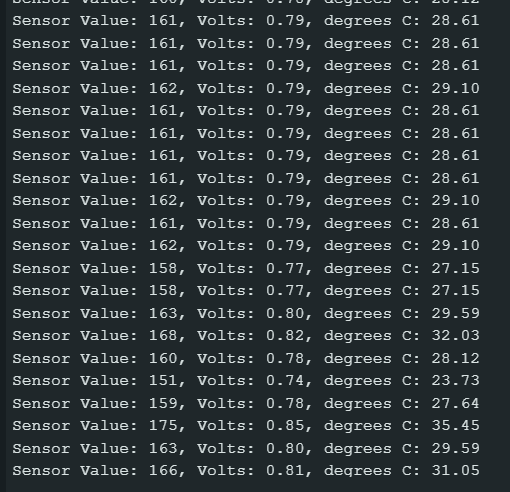 Sensor Value: 160, Volts: 0.78, degrees C: 28.12
Sensor Value: 161, Volts: 0.79, degrees C: 28.61
Sensor Value: 161, Volts: 0.79, degrees C: 28.61
Sensor Value: 161, Volts: 0.79, degrees C: 28.61
Sensor Value: 162, Volts: 0.79, degrees C: 29.10
Sensor Value: 161, Volts: 0.79, degrees C: 28.61
Sensor Value: 161, Volts: 0.79, degrees C: 28.61
Sensor Value: 161, Volts: 0.79, degrees C: 28.61
Sensor Value: 161, Volts: 0.79, degrees C: 28.61
Sensor Value: 162, Volts: 0.79, degrees C: 29.10
Sensor Value: 161, Volts: 0.79, degrees C: 28.61
Sensor Value: 162, Volts: 0.79, degrees C: 29.10
Sensor Value: 158, Volts: 0.77, degrees C: 27.15
Sensor Value: 158, Volts: 0.77, degrees C: 27.15
Sensor Value: 163, Volts: 0.80, degrees C: 29.59
Sensor Value: 168, Volts: 0.82, degrees C: 32.03
Sensor Value: 160, Volts: 0.78, degrees C: 28.12
Sensor Value: 151, Volts: 0.74, degrees C: 23.73
Sensor Value: 159, Volts: 0.78, degrees C: 27.64
Sensor Value: 175, Volts: 0.85, degrees C: 35.45
Sensor Value: 163, Volts: 0.80, degrees C: 29.59
Sensor Value: 166, Volts: 0.81, degrees C: 31.05